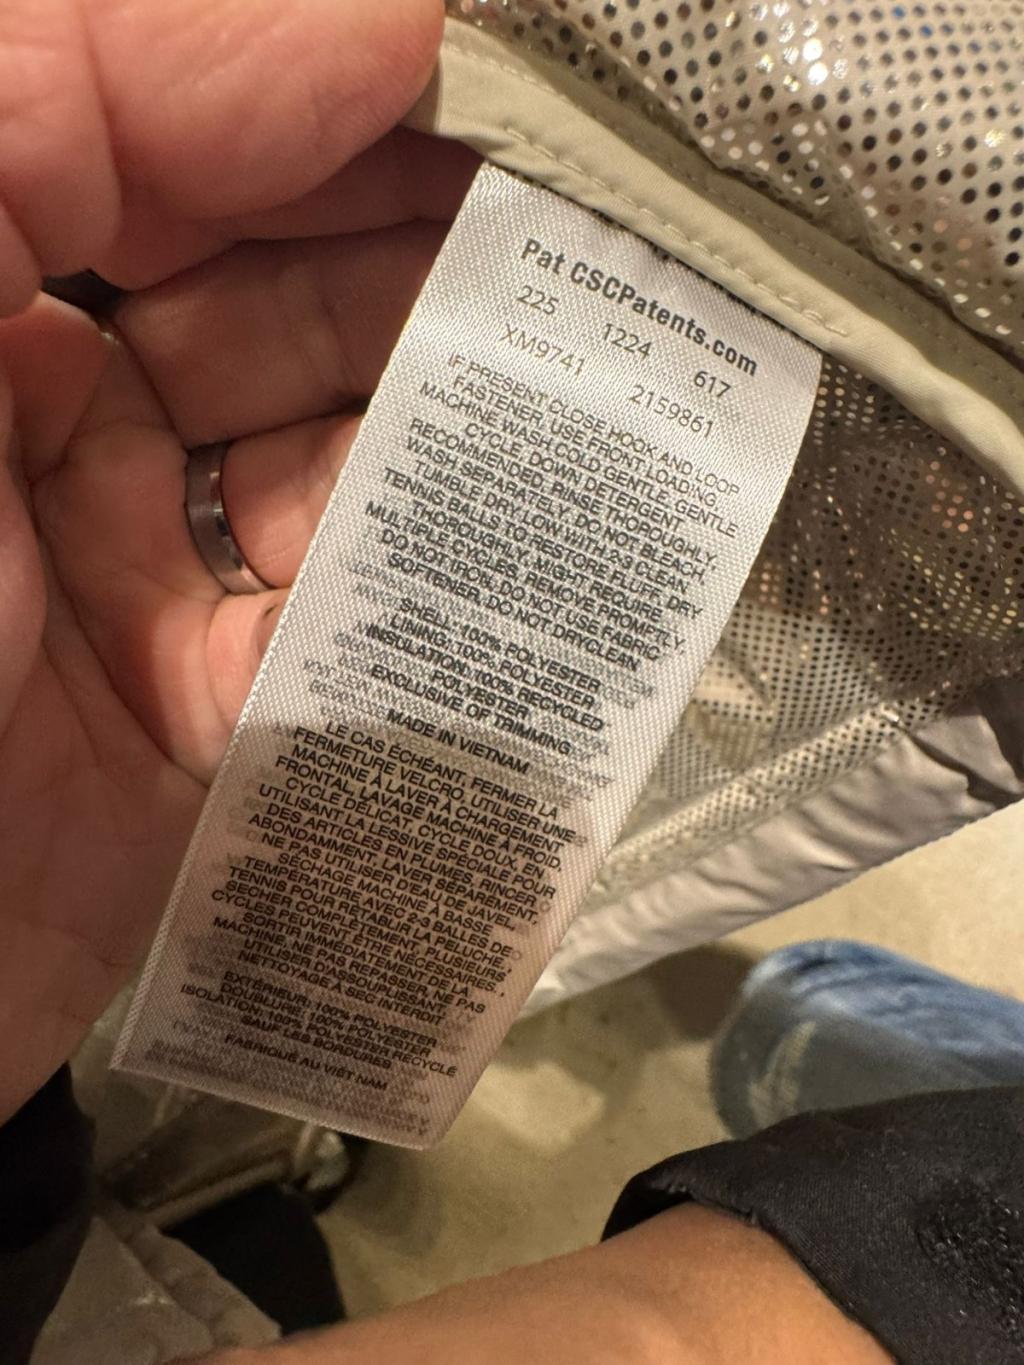 Pat CSCPatents.com
225 1224 617
XM9741 2159861
IF PRESENT CLOSE HOOK AND LOOP
FASTENER, USE FRONT LOADING
MACHINE WASH COLD GENTLE, GENTLE
CYCLE, DOWN DETERGENT
RECOMMENDED. RINSE THOROUGHLY,
WASH SEPARATELY, DO NOT BLEACH,
TUMBLE DRY, LOW WITH 2-3 CLEAN,
TENNIS BALLS TO RESTORE FLUFF, DRY
THOROUGHLY, MIGHT REQUIRE
MULTIPLE CYCLES, REMOVE PROMPTLY,
DO NOT IRON, DO NOT USE FABRIC
SOFTENER, DO NOT DRYCLEAN
SHELL: 100% POLYESTER
LINING: 100% POLYESTER
INSULATION: 100% RECYCLED
POLYESTER
EXCLUSIVE OF TRIMMING
MADE IN VIETNAM
LE CAS ÉCHÉANT, FERMER LA
FERMETURE VELCRO, UTILISER UNE
MACHINE À LAVER À CHARGEMENT
FRONTAL, LAVAGE MACHINE À FROID,
CYCLE DÉLICAT, CYCLE DOUX, EN
UTILISANT LA LESSIVE SPÉCIALE POUR
DES ARTICLES EN PLUMES, RINCER
ABONDAMMENT, LAVER SÉPARÉMENT,
NE PAS UTILISER D'EAU DE JAVEL,
SÉCHAGE MACHINE À BASSE
TEMPÉRATURE AVEC 2-3 BALLES DE
TENNIS POUR RÉTABLIR LA PELUCHE,
SECHER COMPLÈTEMENT, PLUSIEURS
CYCLES PEUVENT ÊTRE NÉCESSAIRES.,
SORTIR IMMÉDIATEMENT DE LA
MACHINE, NE PAS REPASSER, NE PAS
UTILISER D'ASSOUPLISSANT,
NETTOYAGE À SEC INTERDIT
EXTÉRIEUR: 100% POLYESTER
DOUBLURE: 100% POLYESTER
ISOLATION: 100% POLYESTER RECYCLÉ
SAUF LES BORDURES
FABRIQUÉ AU VIÊT NAM